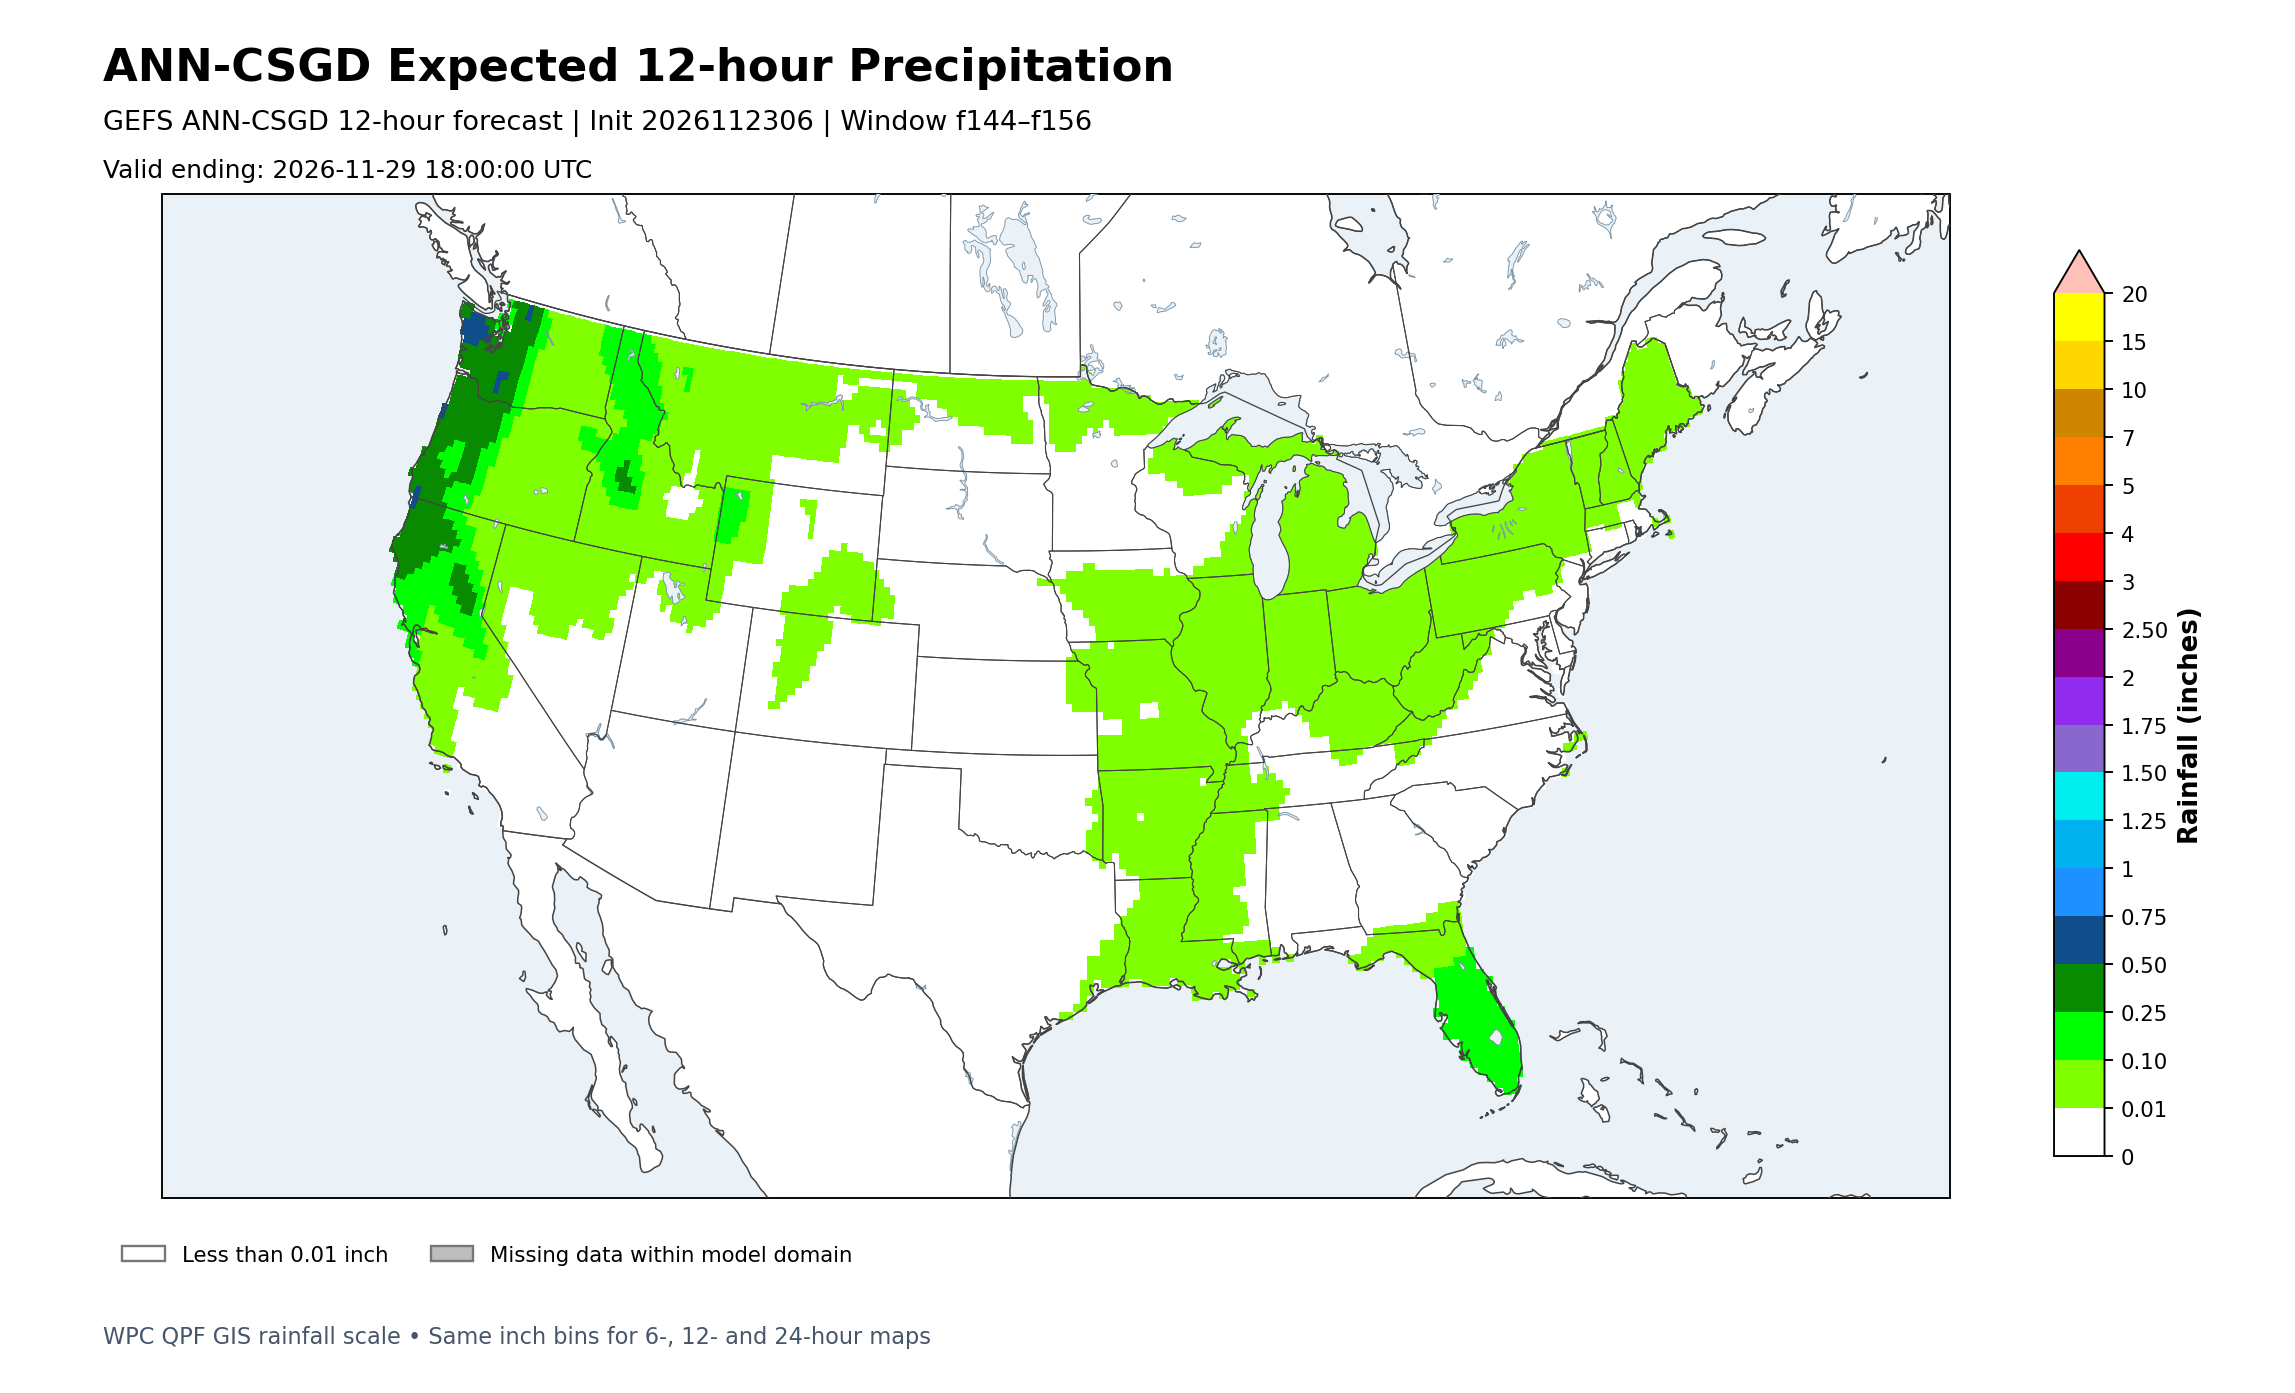 ANN-CSGD Expected 12-hour Precipitation
GEFS ANN-CSGD 12-hour forecast | Init 2026112306 | Window f144–f156
Valid ending: 2026-11-29 18:00:00 UTC
20
15
10
7
5
4
3
2.50
2
1.75
1.50
1.25
1
0.75
0.50
0.25
0.10
0.01
0
Rainfall (inches)
Less than 0.01 inch
Missing data within model domain
WPC QPF GIS rainfall scale • Same inch bins for 6-, 12- and 24-hour maps